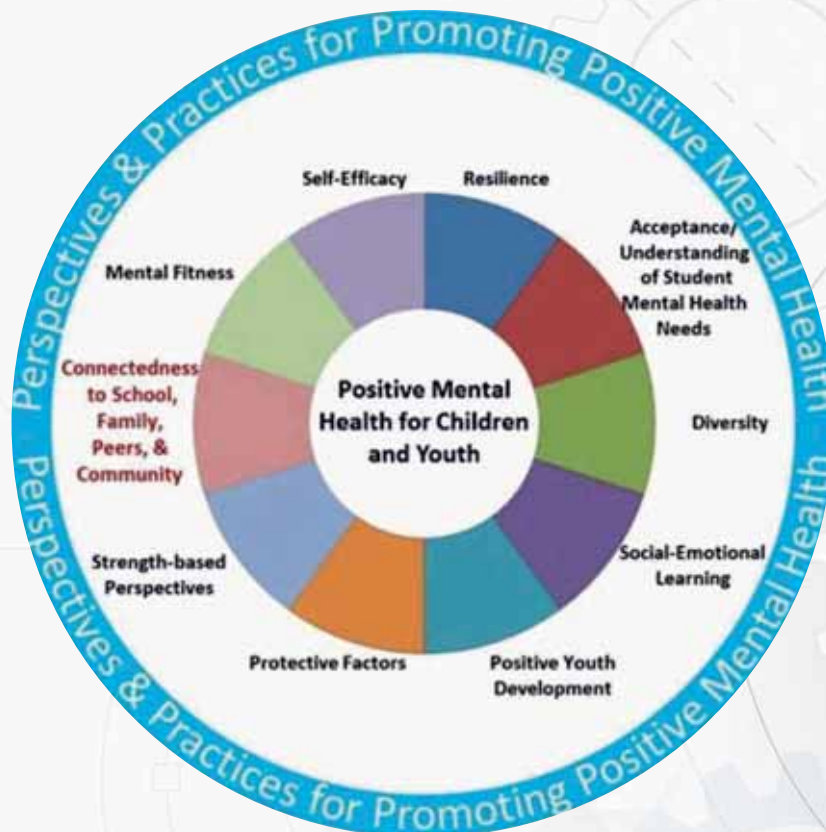 Perspectives & Practices for Promoting Positive Mental Health
Self-Efficacy
Resilience
Acceptance/
Understanding
of Student
Mental Health
Needs
Diversity
Social-Emotional
Learning
Positive Youth
Development
Protective Factors
Strength-based
Perspectives
Connectedness
to School,
Family,
Peers, &
Community
Mental Fitness
Positive Mental
Health for Children
and Youth
Perspectives & Practices for Promoting Positive Mental Health